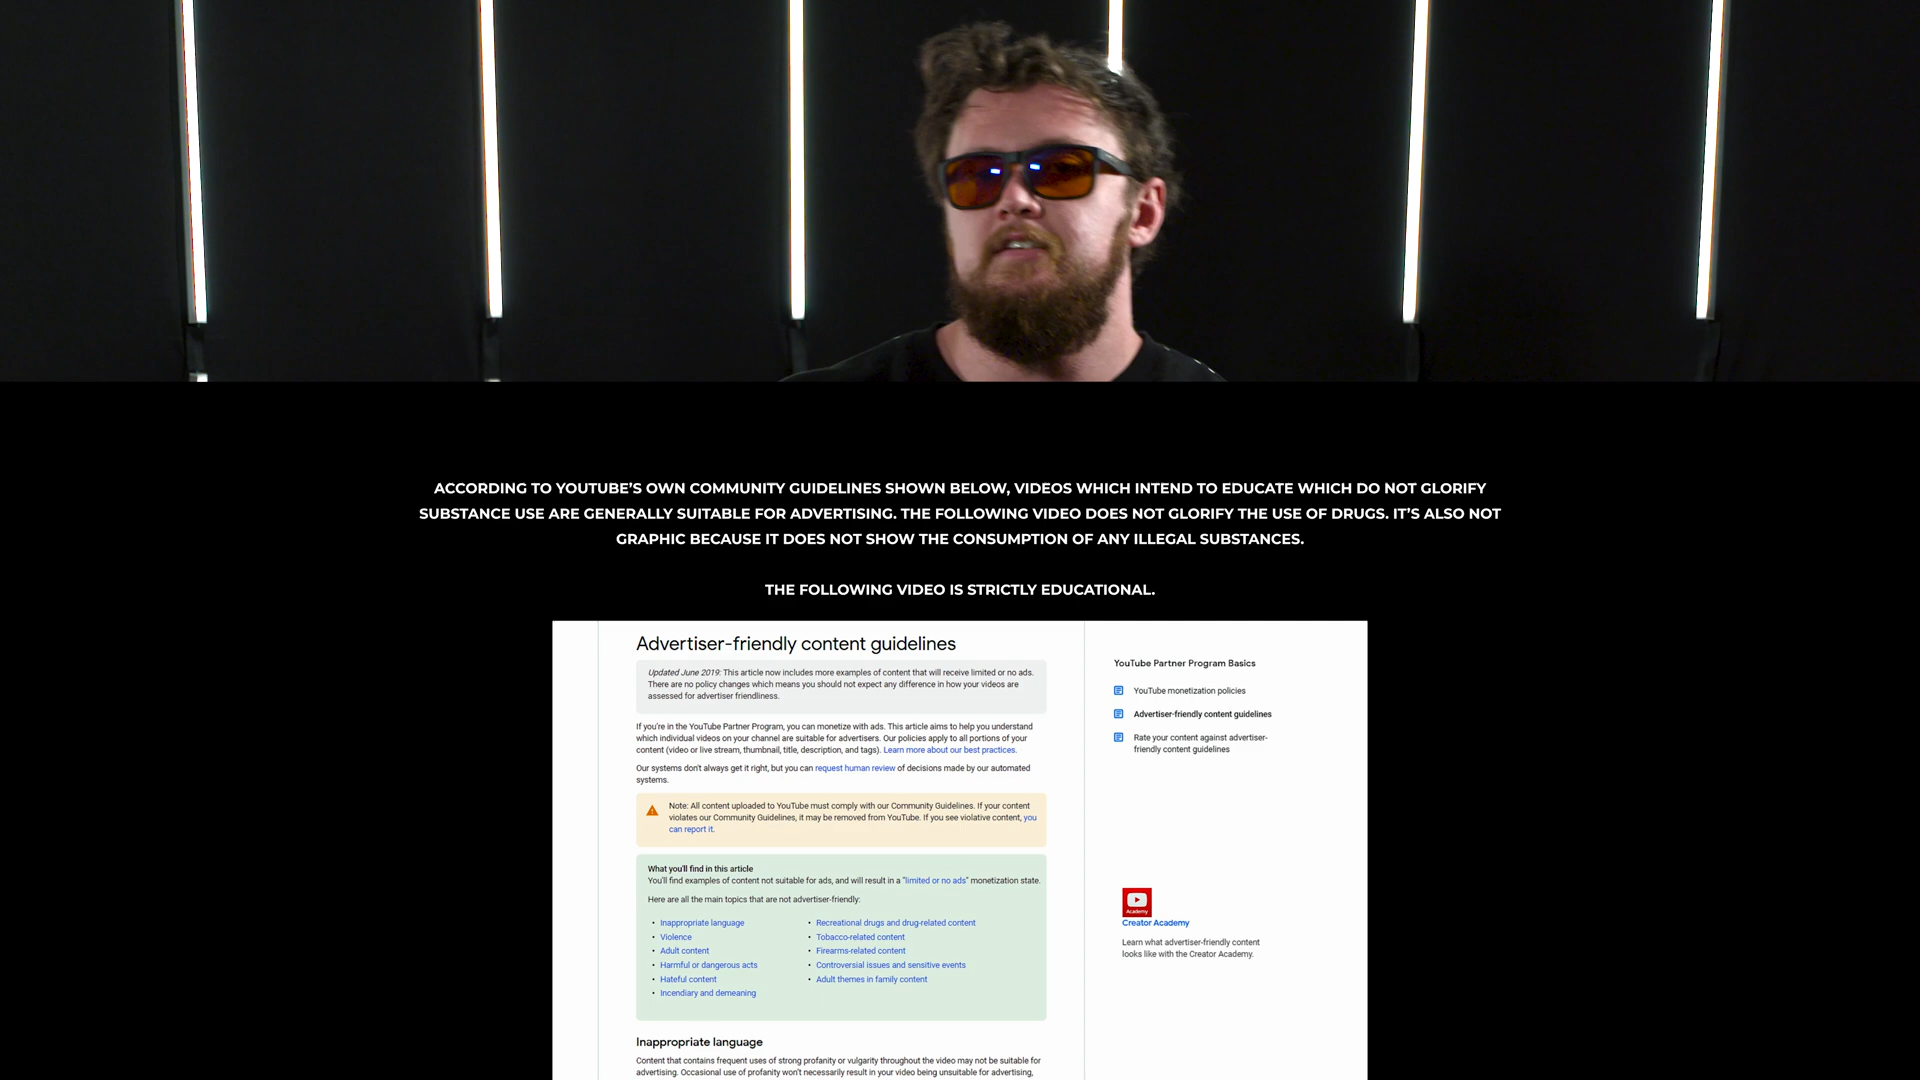 ACCORDING TO YOUTUBE'S OWN COMMUNITY GUIDELINES SHOWN BELOW, VIDEOS WHICH INTEND TO EDUCATE WHICH DO NOT GLORIFY
SUBSTANCE USE ARE GENERALLY SUITABLE FOR ADVERTISING. THE FOLLOWING VIDEO DOES NOT GLORIFY THE USE OF DRUGS. IT'S ALSO NOT
GRAPHIC BECAUSE IT DOES NOT SHOW THE CONSUMPTION OF ANY ILLEGAL SUBSTANCES.
THE FOLLOWING VIDEO IS STRICTLY EDUCATIONAL.
Advertiser-friendly content guidelines
Updated June 2019: This article now includes more examples of content that will receive limited or no ads.
There are no policy changes which means you should not expect any difference in how your videos are
assessed for advertiser friendliness.
If you're in the YouTube Partner Program, you can monetize with ads. This article aims to help you understand
which individual videos on your channel are suitable for advertisers. Our policies apply to all portions of your
content (video or live stream, thumbnail, title, description, and tags). Learn more about our best practices.
Our systems don't always get it right, but you can request human review of decisions made by our automated
systems.
Note: All content uploaded to YouTube must comply with our Community Guidelines. If your content
violates our Community Guidelines, it may be removed from YouTube. If you see violative content, you
can report it.
What you'll find in this article
You'll find examples of content not suitable for ads, and will result in a "limited or no ads" monetization state.
Here are all the main topics that are not advertiser-friendly:
• Inappropriate language
• Violence
• Adult content
• Harmful or dangerous acts
• Hateful content
• Incendiary and demeaning
• Recreational drugs and drug-related content
• Tobacco-related content
• Firearms-related content
• Controversial issues and sensitive events
• Adult themes in family content
Inappropriate language
Content that contains frequent uses of strong profanity or vulgarity throughout the video may not be suitable for
advertising. Occasional use of profanity won't necessarily result in your video being unsuitable for advertising,
YouTube Partner Program Basics
YouTube monetization policies
Advertiser-friendly content guidelines
Rate your content against advertiser-
friendly content guidelines
Academy
Creator Academy
Learn what advertiser-friendly content
looks like with the Creator Academy.